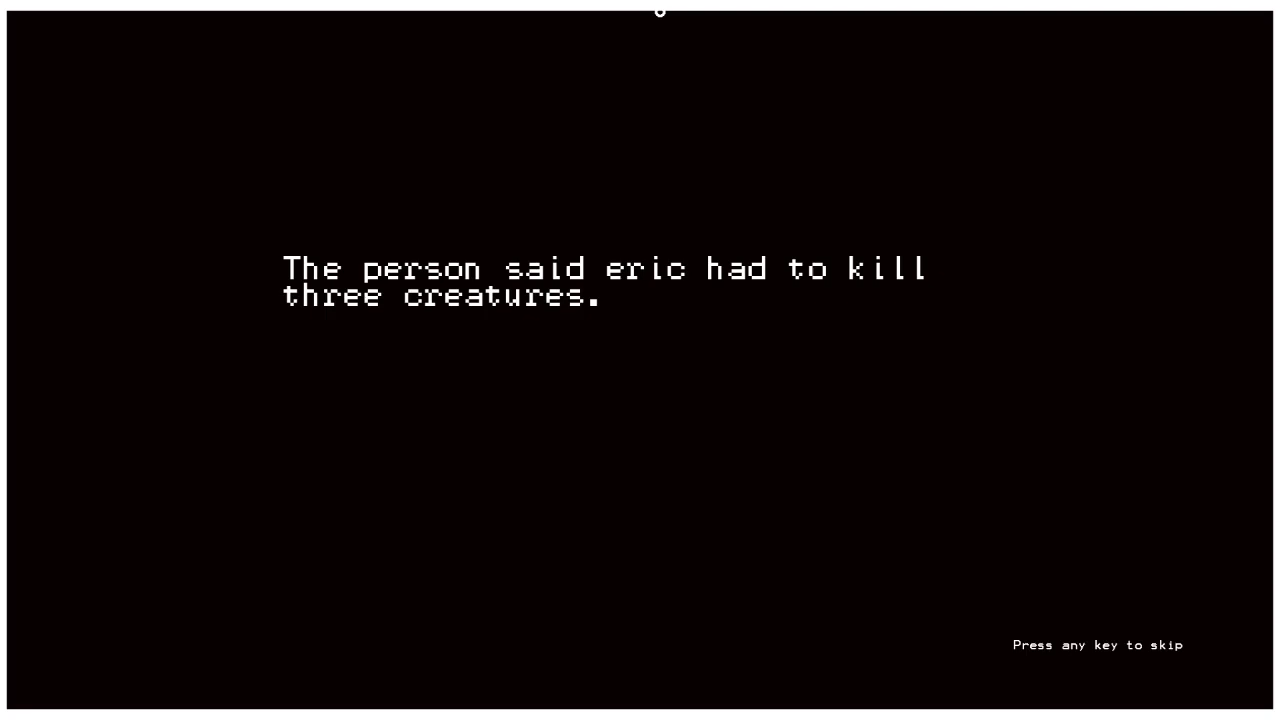 The person said eric had to kill
three creatures.
Press any key to skip